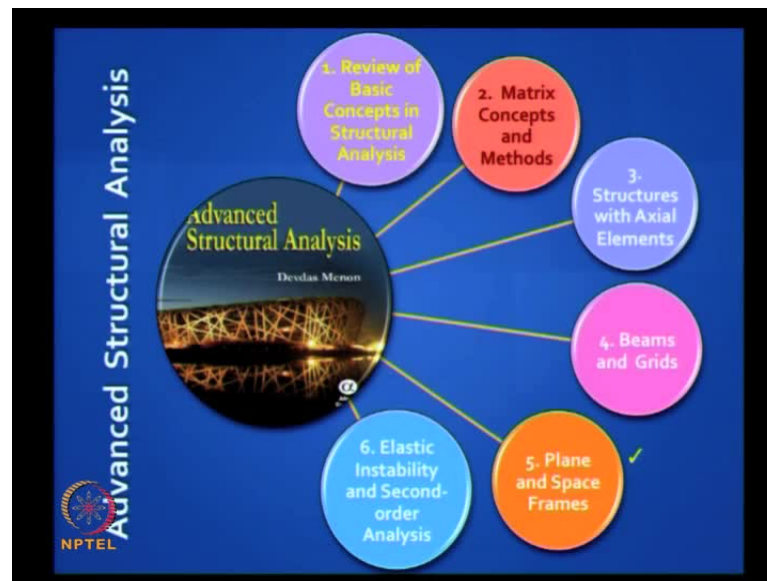 Advanced Structural Analysis
1. Review of
Basic
Concepts in
Structural
Analysis
2. Matrix
Concepts
and
Methods
3.
Structures
with Axial
Elements
4. Beams
and Grids
5. Plane
and Space
Frames
✓
6. Elastic
Instability
and Second-
order
Analysis
Advanced
Structural Analysis
Devdas Menon
α
NPTEL